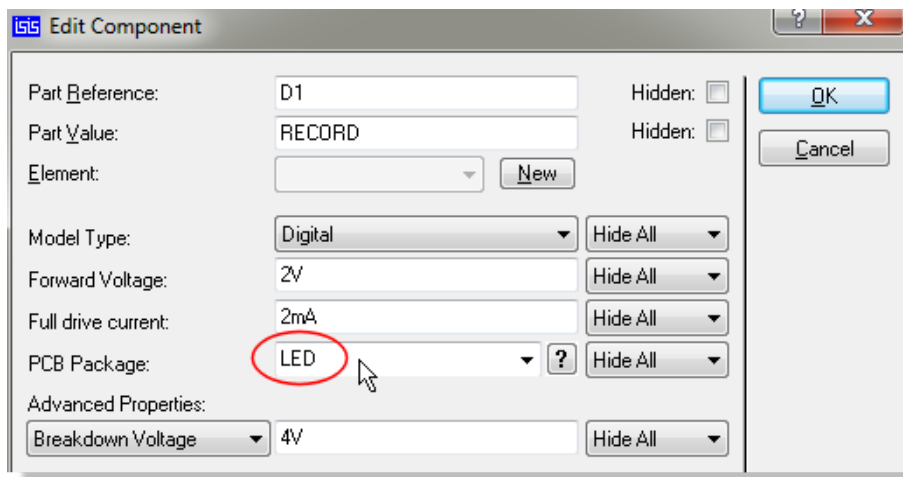 isis Edit Component ? X
Part Reference: D1 Hidden: OK
Part Value: RECORD Hidden:
Cancel
Element: New
Model Type: Digital Hide All
Forward Voltage: 2V Hide All
Full drive current: 2mA Hide All
PCB Package: LED ? Hide All
Advanced Properties:
Breakdown Voltage 4V Hide All